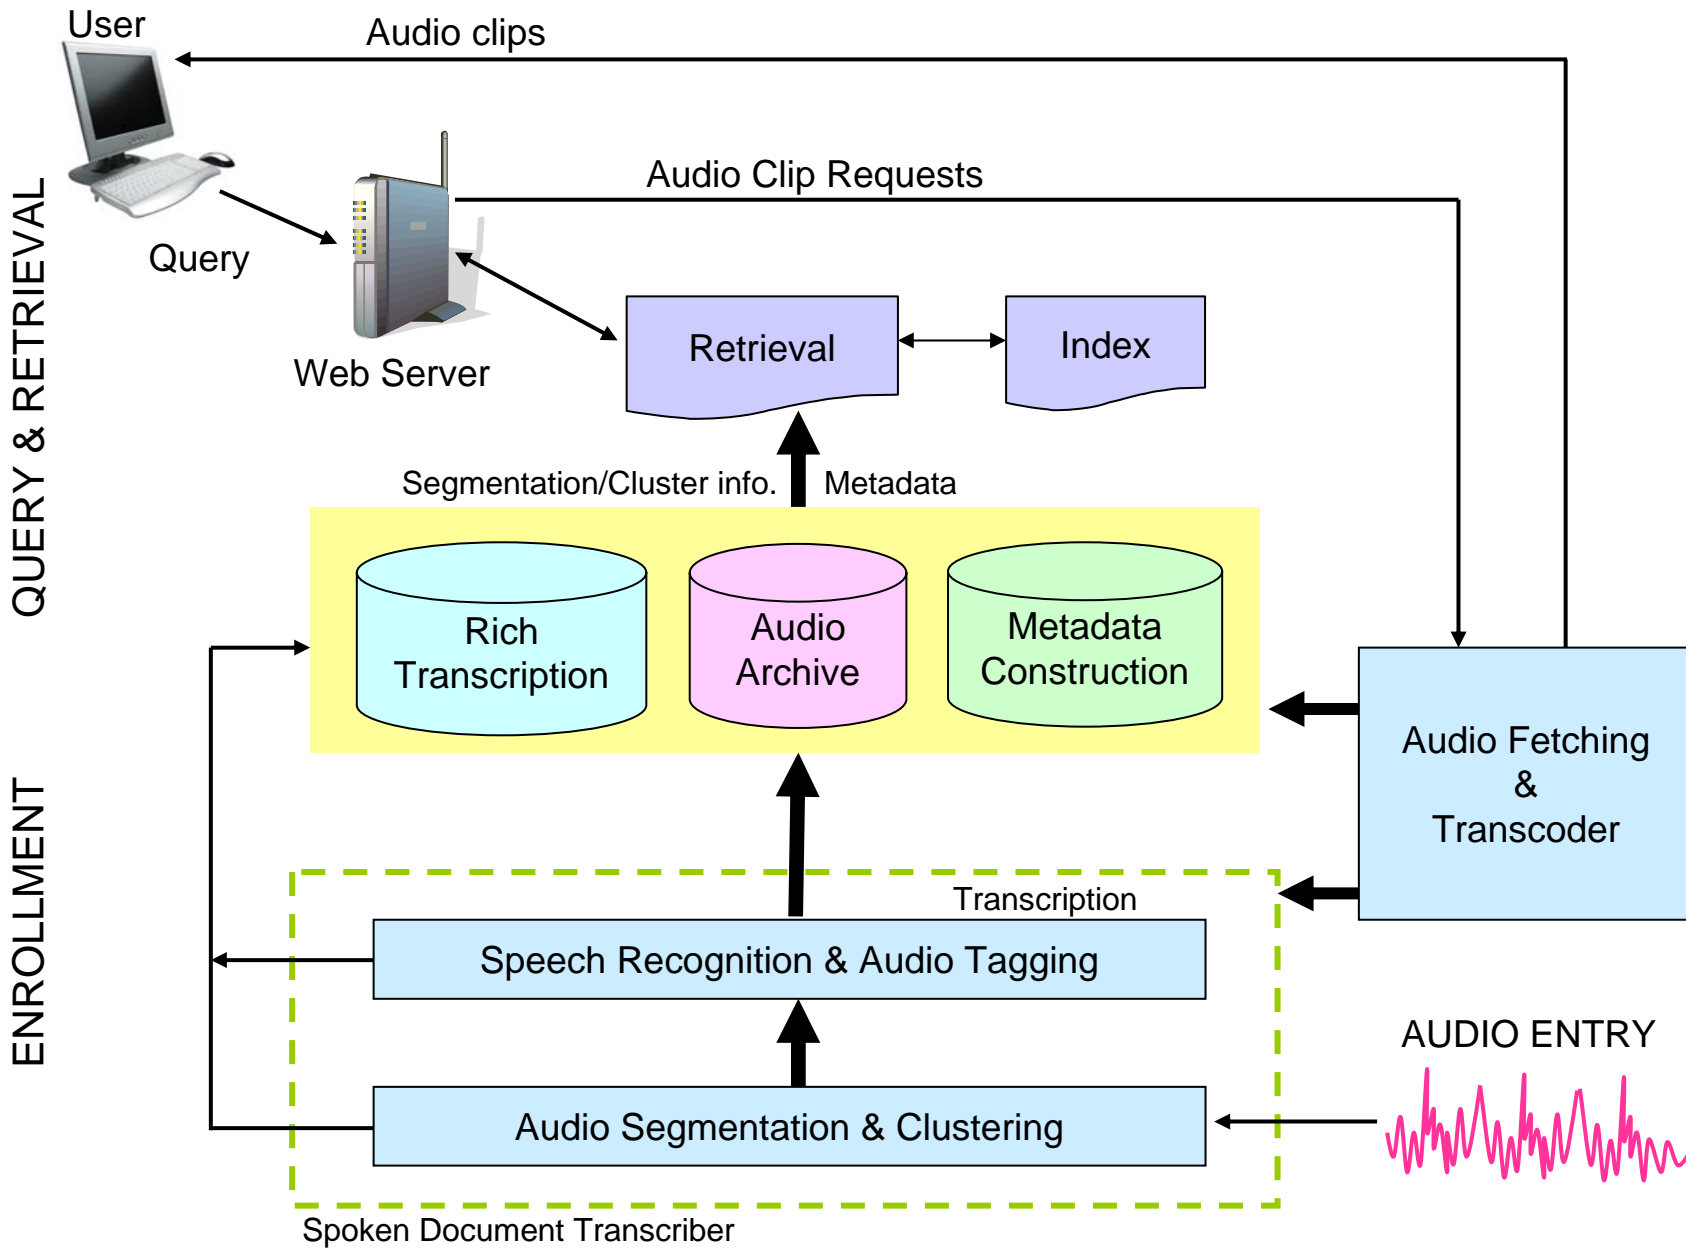 User
Audio clips
Audio Clip Requests
Query
Web Server
Retrieval
Index
QUERY & RETRIEVAL
Segmentation/Cluster info.
Metadata
Rich
Transcription
Audio
Archive
Metadata
Construction
Audio Fetching
&
Transcoder
ENROLLMENT
Transcription
Speech Recognition & Audio Tagging
Audio Segmentation & Clustering
AUDIO ENTRY
Spoken Document Transcriber